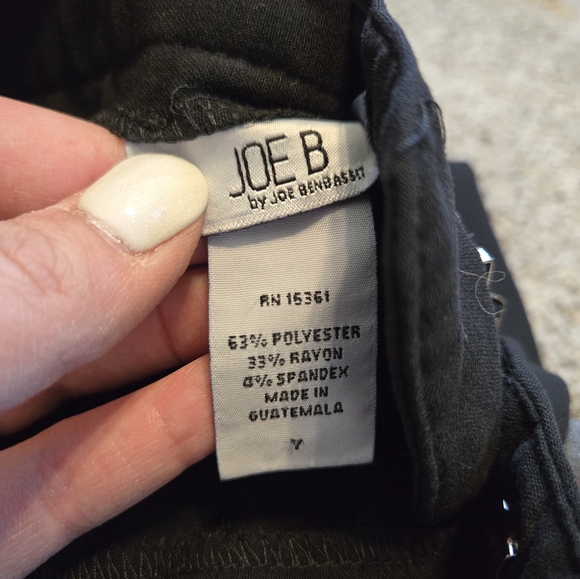 JOE B
by JOE BENBASSET
RN 15361
63% POLYESTER
33% RAYON
4% SPANDEX
MADE IN
GUATEMALA
Y